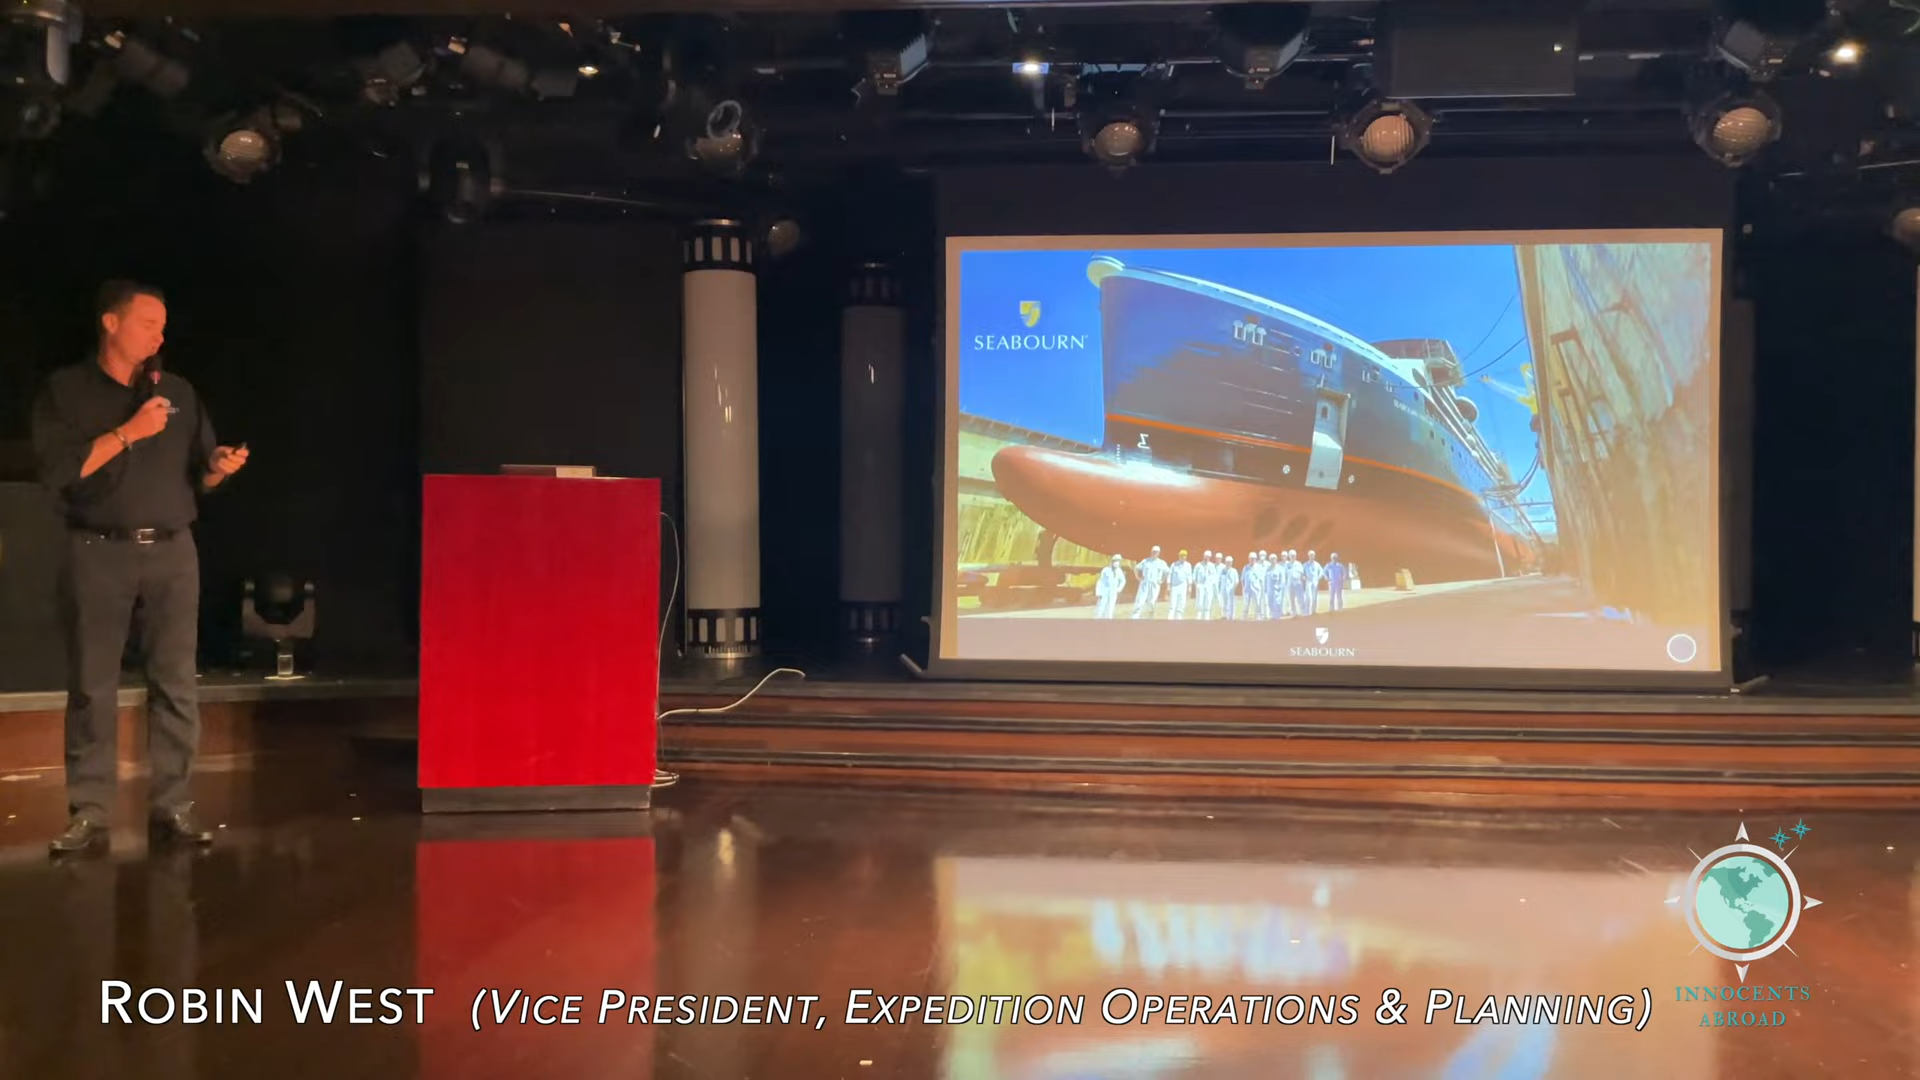 SEABOURN
SEABOURN
ROBIN WEST (VICE PRESIDENT, EXPEDITION OPERATIONS & PLANNING)
INNOCENTS
ABROAD